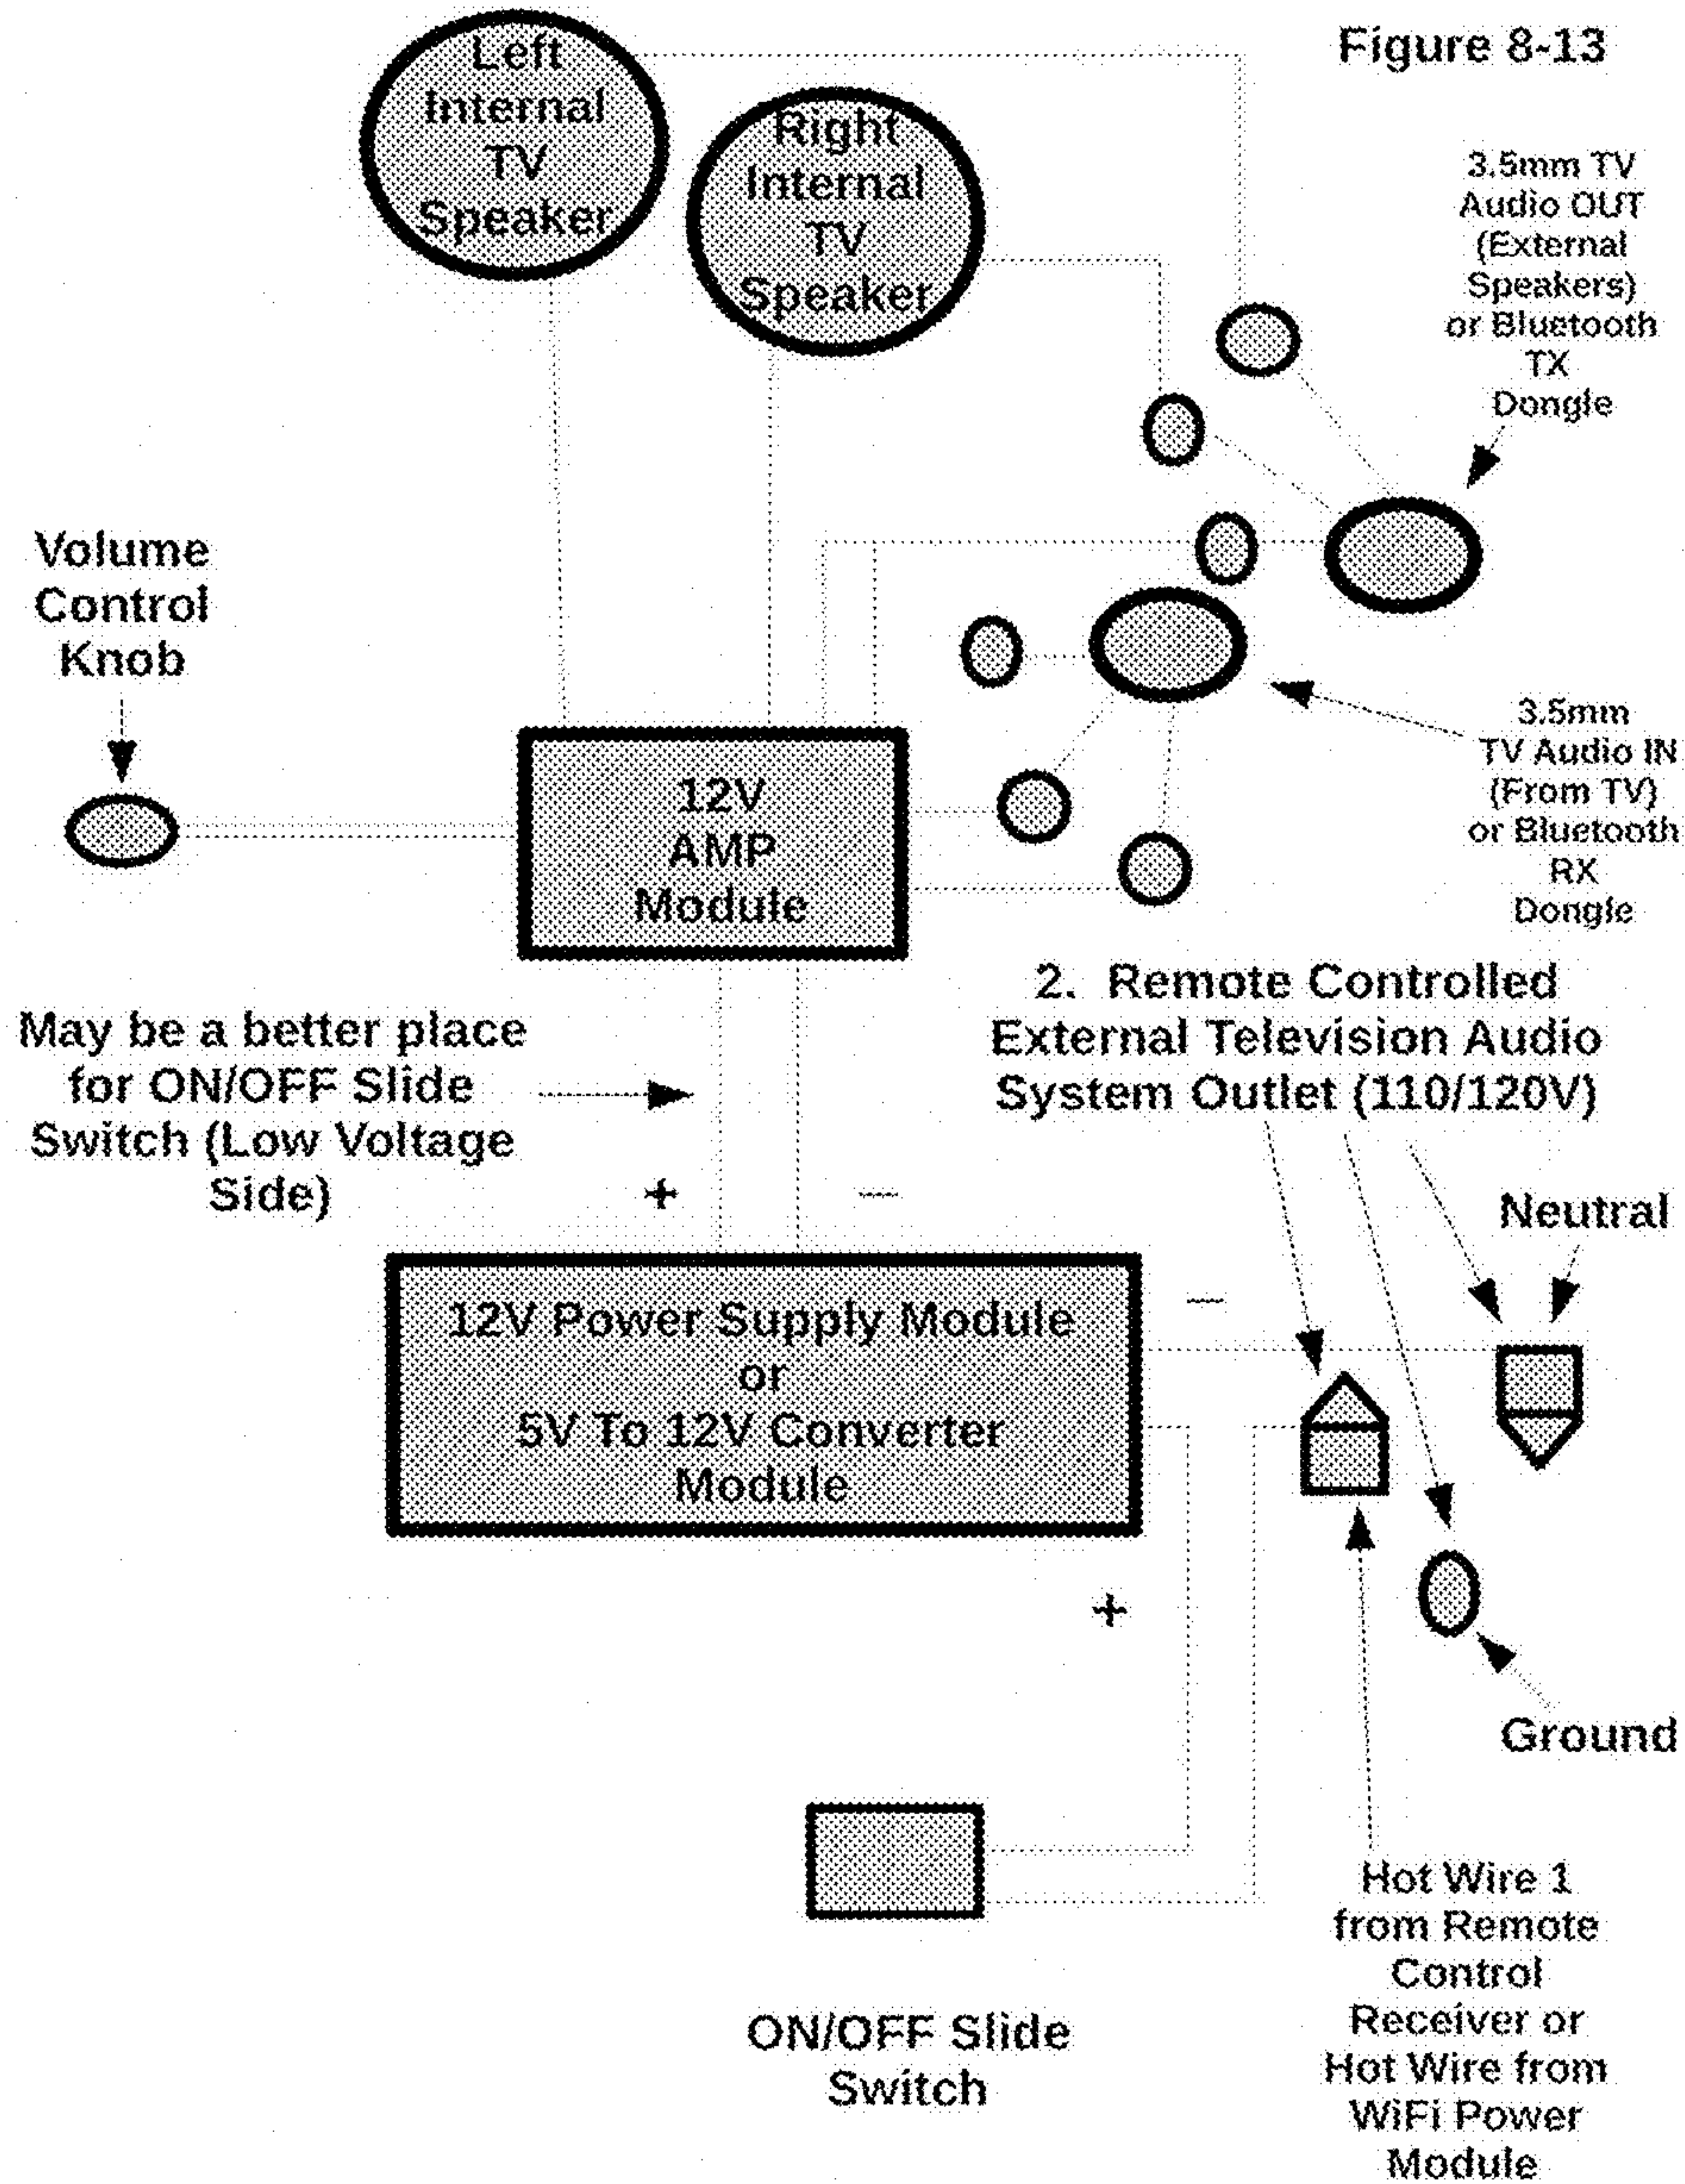 Figure 8-13
Left
Internal
TV
Speaker
Right
Internal
TV
Speaker
3.5mm TV
Audio OUT
(External
Speakers)
or Bluetooth
TX
Dongle
Volume
Control
Knob
3.5mm
TV Audio IN
(From TV)
or Bluetooth
RX
Dongle
12V
AMP
Module
2. Remote Controlled
External Television Audio
System Outlet (110/120V)
May be a better place
for ON/OFF Slide
Switch (Low Voltage
Side)
+ —
Neutral
—
12V Power Supply Module
or
5V To 12V Converter
Module
+
Ground
ON/OFF Slide
Switch
Hot Wire 1
from Remote
Control
Receiver or
Hot Wire from
WiFi Power
Module